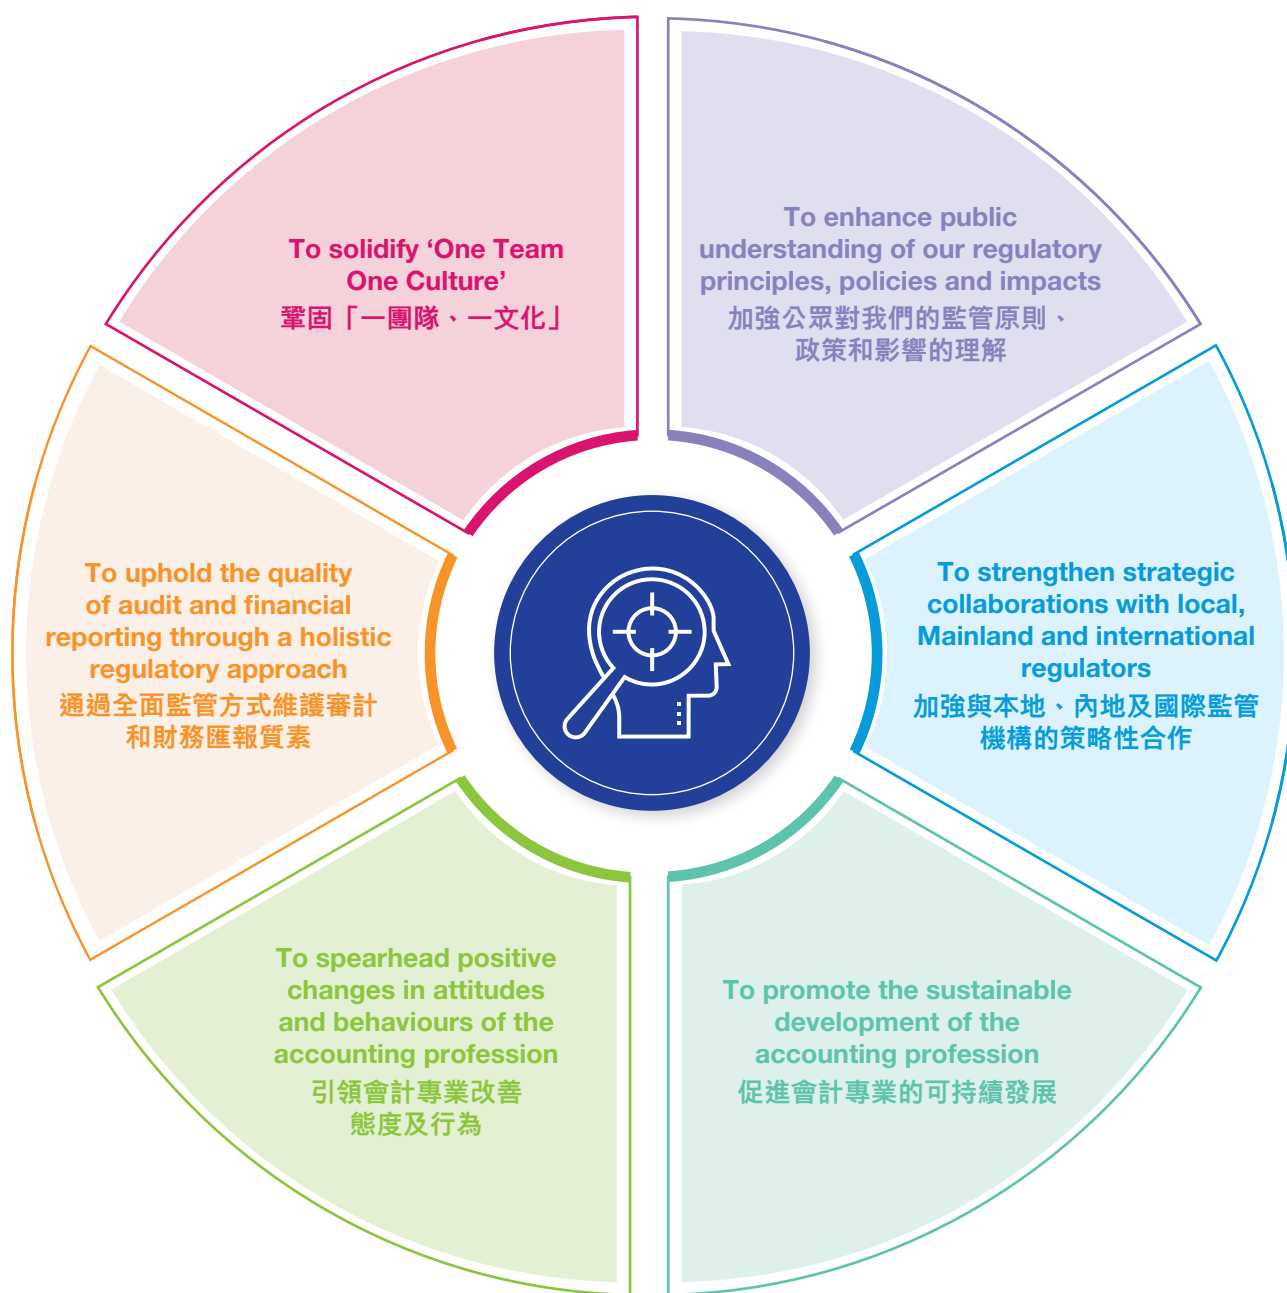 To solidify ‘One Team
One Culture’
鞏固「一團隊、一文化」
To enhance public
understanding of our regulatory
principles, policies and impacts
加強公眾對我們的監管原則、
政策和影響的理解
To uphold the quality
of audit and financial
reporting through a holistic
regulatory approach
通過全面監管方式維護審計
和財務匯報質素
To strengthen strategic
collaborations with local,
Mainland and international
regulators
加強與本地、內地及國際監管
機構的策略性合作
To spearhead positive
changes in attitudes
and behaviours of the
accounting profession
引領會計專業改善
態度及行為
To promote the sustainable
development of the
accounting profession
促進會計專業的可持續發展